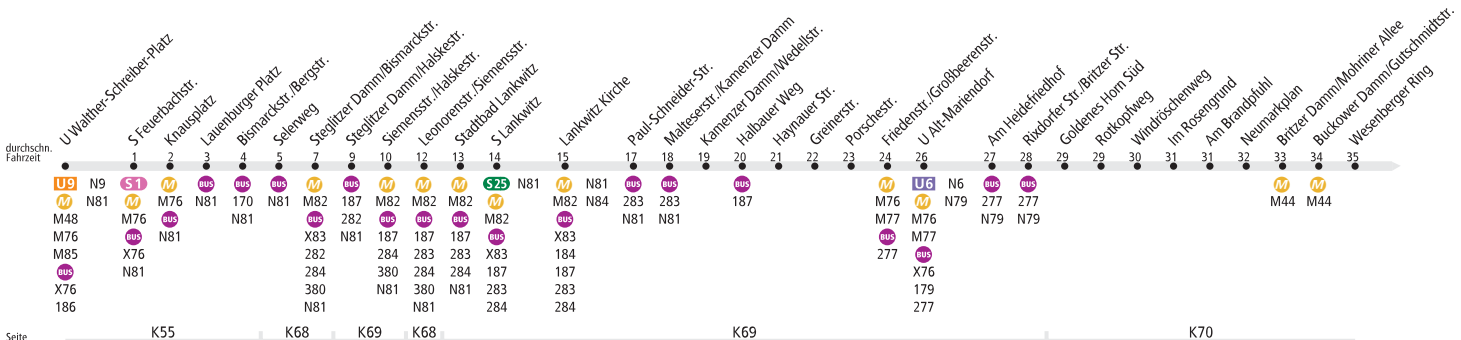 U Walther-Schreiber-Platz
S Feuerbachstr.
Knausplatz
Lauenburger Platz
Bismarckstr./Bergstr.
Selerweg
Steglitzer Damm/Bismarckstr.
Steglitzer Damm/Halskestr.
Siemensstr./Halskestr.
Leonorenstr./Siemensstr.
Stadtbad Lankwitz
S Lankwitz
Lankwitz Kirche
Paul-Schneider-Str.
Malteserstr./Kamenzer Damm
Kamenzer Damm/Wedellstr.
Halbauer Weg
Haynauer Str.
Greinerstr.
Porschestr.
Friedenstr./Großbeerenstr.
U Alt-Mariendorf
Am Heidefriedhof
Rixdorfer Str./Britzer Str.
Goldenes Horn Süd
Rotkopfweg
Windröschenweg
Im Rosengrund
Am Brandpfuhl
Neumarkplan
Britzer Damm/Mohriner Allee
Buckower Damm/Gutschmidtstr.
Wesenberger Ring
durchschn.
Fahrzeit 1 2 3 4 5 7 9 10 12 13 14 15 17 18 19 20 21 22 23 24 26 27 28 29 29 30 31 31 32 33 34 35
U9 N9 S1 M BUS BUS BUS M BUS M M M S25 N81 M N81 BUS BUS BUS M U6 N6 BUS BUS M M
M N81 M M76 N81 170 N81 M82 187 M82 M82 M82 M M82 N84 283 283 187 M76 M N79 277 277 M44 M44
M48 M76 BUS N81 BUS 282 BUS BUS BUS M82 BUS N81 N81 M77 M76 N79 N79
M76 BUS N81 X83 N81 187 187 187 BUS X83 BUS M77
M85 X76 282 284 283 283 X83 184 277 BUS
BUS N81 284 380 284 284 187 187 X76
X76 380 N81 380 N81 283 283 179
186 N81 N81 284 284 277
Seite K55 K68 K69 K68 K69 K70